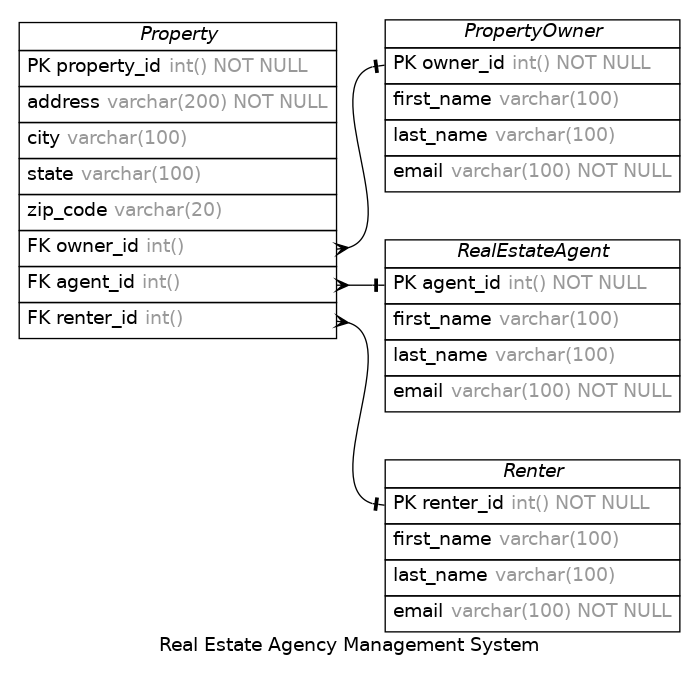 Property
PK property_id int() NOT NULL
address varchar(200) NOT NULL
city varchar(100)
state varchar(100)
zip_code varchar(20)
FK owner_id int()
FK agent_id int()
FK renter_id int()
PropertyOwner
PK owner_id int() NOT NULL
first_name varchar(100)
last_name varchar(100)
email varchar(100) NOT NULL
RealEstateAgent
PK agent_id int() NOT NULL
first_name varchar(100)
last_name varchar(100)
email varchar(100) NOT NULL
Renter
PK renter_id int() NOT NULL
first_name varchar(100)
last_name varchar(100)
email varchar(100) NOT NULL
Real Estate Agency Management System